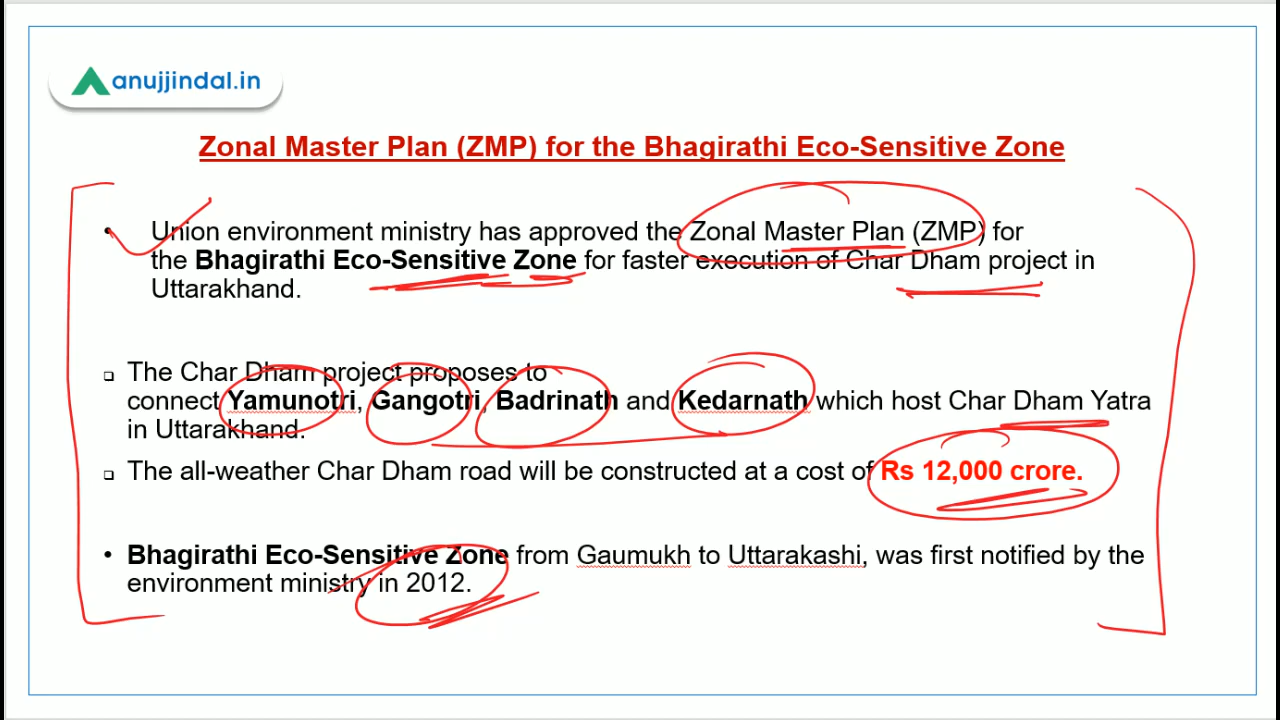 anujjindal.in
Zonal Master Plan (ZMP) for the Bhagirathi Eco-Sensitive Zone
• Union environment ministry has approved the Zonal Master Plan (ZMP) for
the Bhagirathi Eco-Sensitive Zone for faster execution of Char Dham project in
Uttarakhand.
❑ The Char Dham project proposes to
connect Yamunotri, Gangotri, Badrinath and Kedarnath which host Char Dham Yatra
in Uttarakhand.
❑ The all-weather Char Dham road will be constructed at a cost of Rs 12,000 crore.
• Bhagirathi Eco-Sensitive Zone from Gaumukh to Uttarakashi, was first notified by the
environment ministry in 2012.